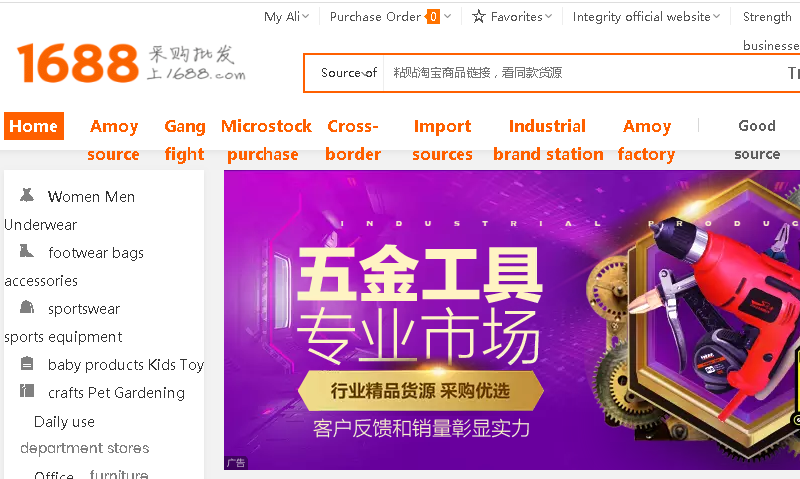 My Ali Purchase Order 0 Favorites Integrity official website Strength
businesse
1688 采购批发
上1688.com
Source of 粘贴淘宝商品链接，看同款货源
Home Amoy Gang Microstock Cross- Import Industrial Amoy Good
source fight purchase border sources brand station factory source
Women Men
Underwear
footwear bags
accessories
sportswear
sports equipment
baby products Kids Toy
crafts Pet Gardening
Daily use
department stores
Office furniture
INDUSTRIAL PRODUC
五金工具
专业市场
行业精品货源 采购优选
客户反馈和销量彰显实力
广告